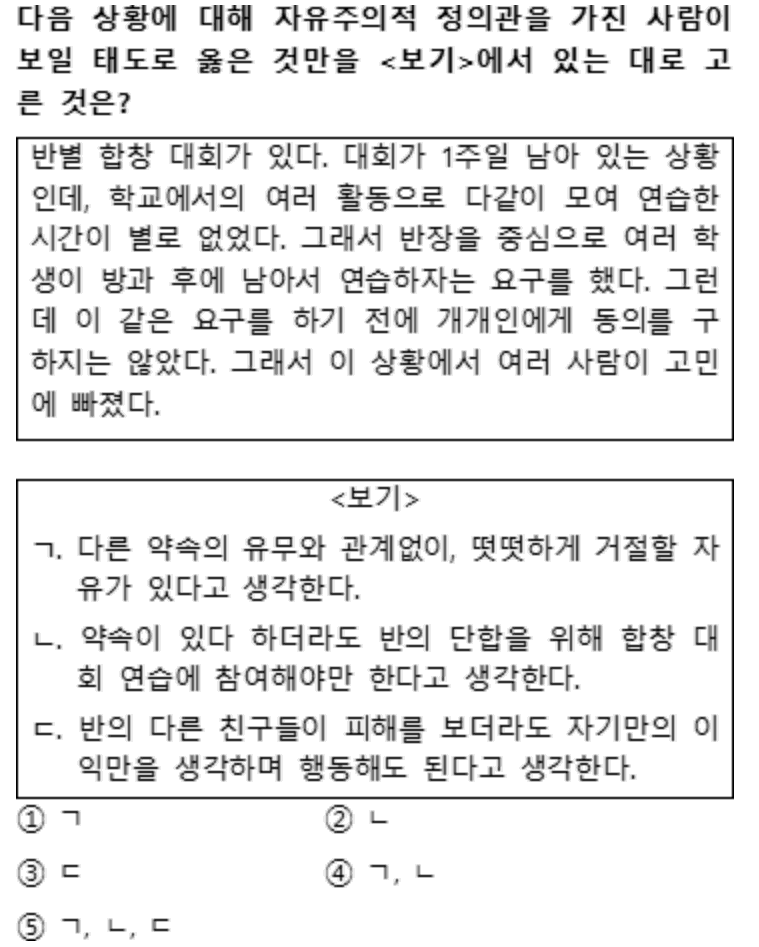 다음 상황에 대해 자유주의적 정의관을 가진 사람이
보일 태도로 옳은 것만을 <보기>에서 있는 대로 고
른 것은?
반별 합창 대회가 있다. 대회가 1주일 남아 있는 상황
인데, 학교에서의 여러 활동으로 다같이 모여 연습한
시간이 별로 없었다. 그래서 반장을 중심으로 여러 학
생이 방과 후에 남아서 연습하자는 요구를 했다. 그런
데 이 같은 요구를 하기 전에 개개인에게 동의를 구
하지는 않았다. 그래서 이 상황에서 여러 사람이 고민
에 빠졌다.
<보기>
ㄱ. 다른 약속의 유무와 관계없이, 떳떳하게 거절할 자
유가 있다고 생각한다.
ㄴ. 약속이 있다 하더라도 반의 단합을 위해 합창 대
회 연습에 참여해야만 한다고 생각한다.
ㄷ. 반의 다른 친구들이 피해를 보더라도 자기만의 이
익만을 생각하며 행동해도 된다고 생각한다.
① ㄱ ② ㄴ
③ ㄷ ④ ㄱ, ㄴ
⑤ ㄱ, ㄴ, ㄷ